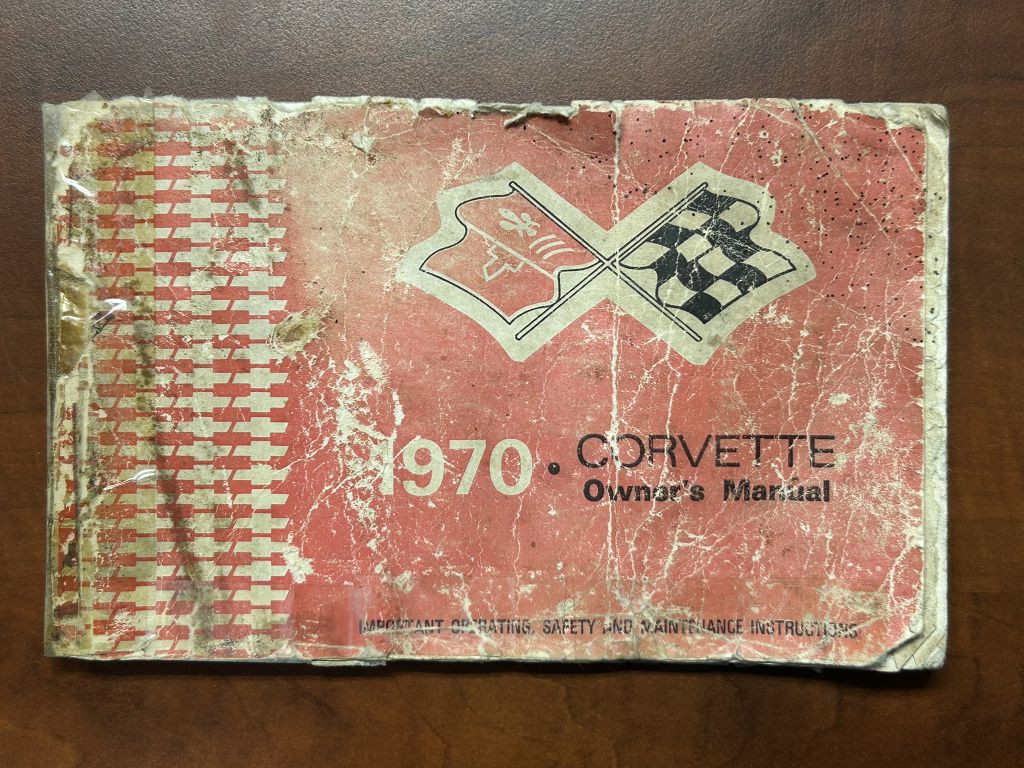 1970 • CORVETTE
Owner's Manual
IMPORTANT OPERATING, SAFETY AND MAINTENANCE INSTRUCTIONS